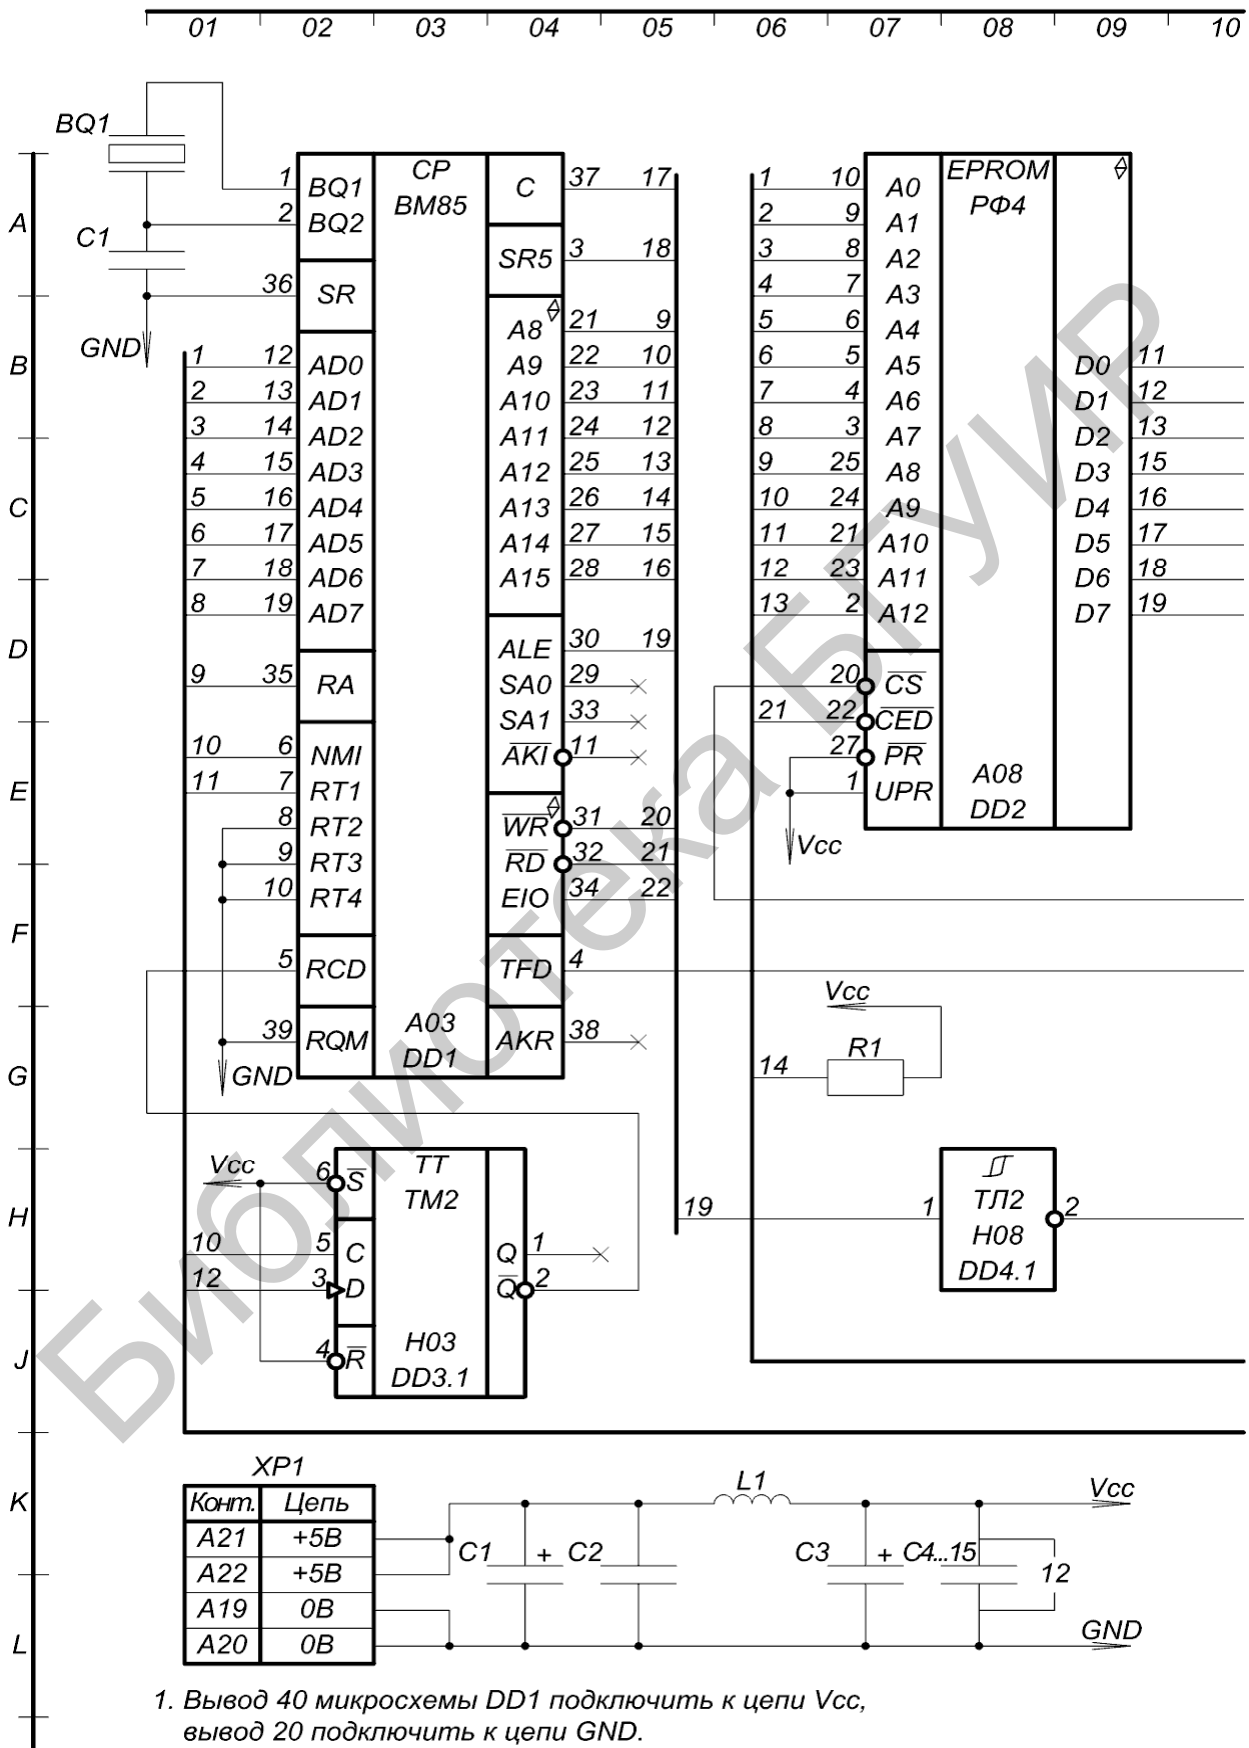 01 02 03 04 05 06 07 08 09 10
BQ1
C1
GND
A
B
C
D
E
F
G
H
J
K
L
1 BQ1 CP C 37 17
2 BQ2 BM85
36 SR SR5 3 18
1 12 AD0 A8 21 9
2 13 AD1 A9 22 10
3 14 AD2 A10 23 11
4 15 AD3 A11 24 12
5 16 AD4 A12 25 13
6 17 AD5 A13 26 14
7 18 AD6 A14 27 15
8 19 AD7 A15 28 16
9 35 RA ALE 30 19
SA0 29
SA1 33
10 6 NMI AKI 11
11 7 RT1
8 RT2 WR 31 20
9 RT3 RD 32 21
10 RT4 EIO 34 22
5 RCD TFD 4
39 RQM A03 AKR 38
DD1
GND
1 10 A0 EPROM
2 9 A1 РФ4
3 8 A2
4 7 A3
5 6 A4
6 5 A5 D0 11
7 4 A6 D1 12
8 3 A7 D2 13
9 25 A8 D3 15
10 24 A9 D4 16
11 21 A10 D5 17
12 23 A11 D6 18
13 2 A12 D7 19
20 CS
21 22 CED
27 PR A08
1 UPR DD2
Vcc
Vcc
14 R1
Vcc 6 S TT
TM2
10 5 C Q 1
12 3 D Q 2
4 R H03
DD3.1
19 1 ТЛ2 2
H08
DD4.1
XP1
Конт. Цепь
A21 +5В
A22 +5В
A19 0В
A20 0В
L1 Vcc
C1 + C2 C3 + C4...15 12
GND
1. Вывод 40 микросхемы DD1 подключить к цепи Vcc,
вывод 20 подключить к цепи GND.
Библиотека БГУИР